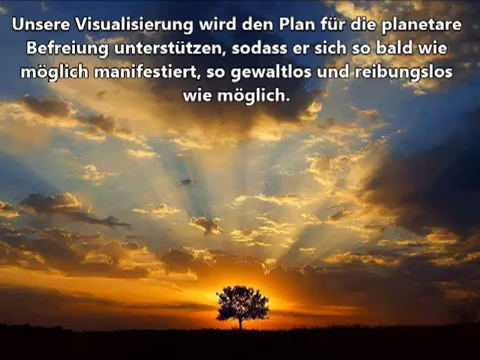 Unsere Visualisierung wird den Plan für die planetare
Befreiung unterstützen, sodass er sich so bald wie
möglich manifestiert, so gewaltlos und reibungslos
wie möglich.